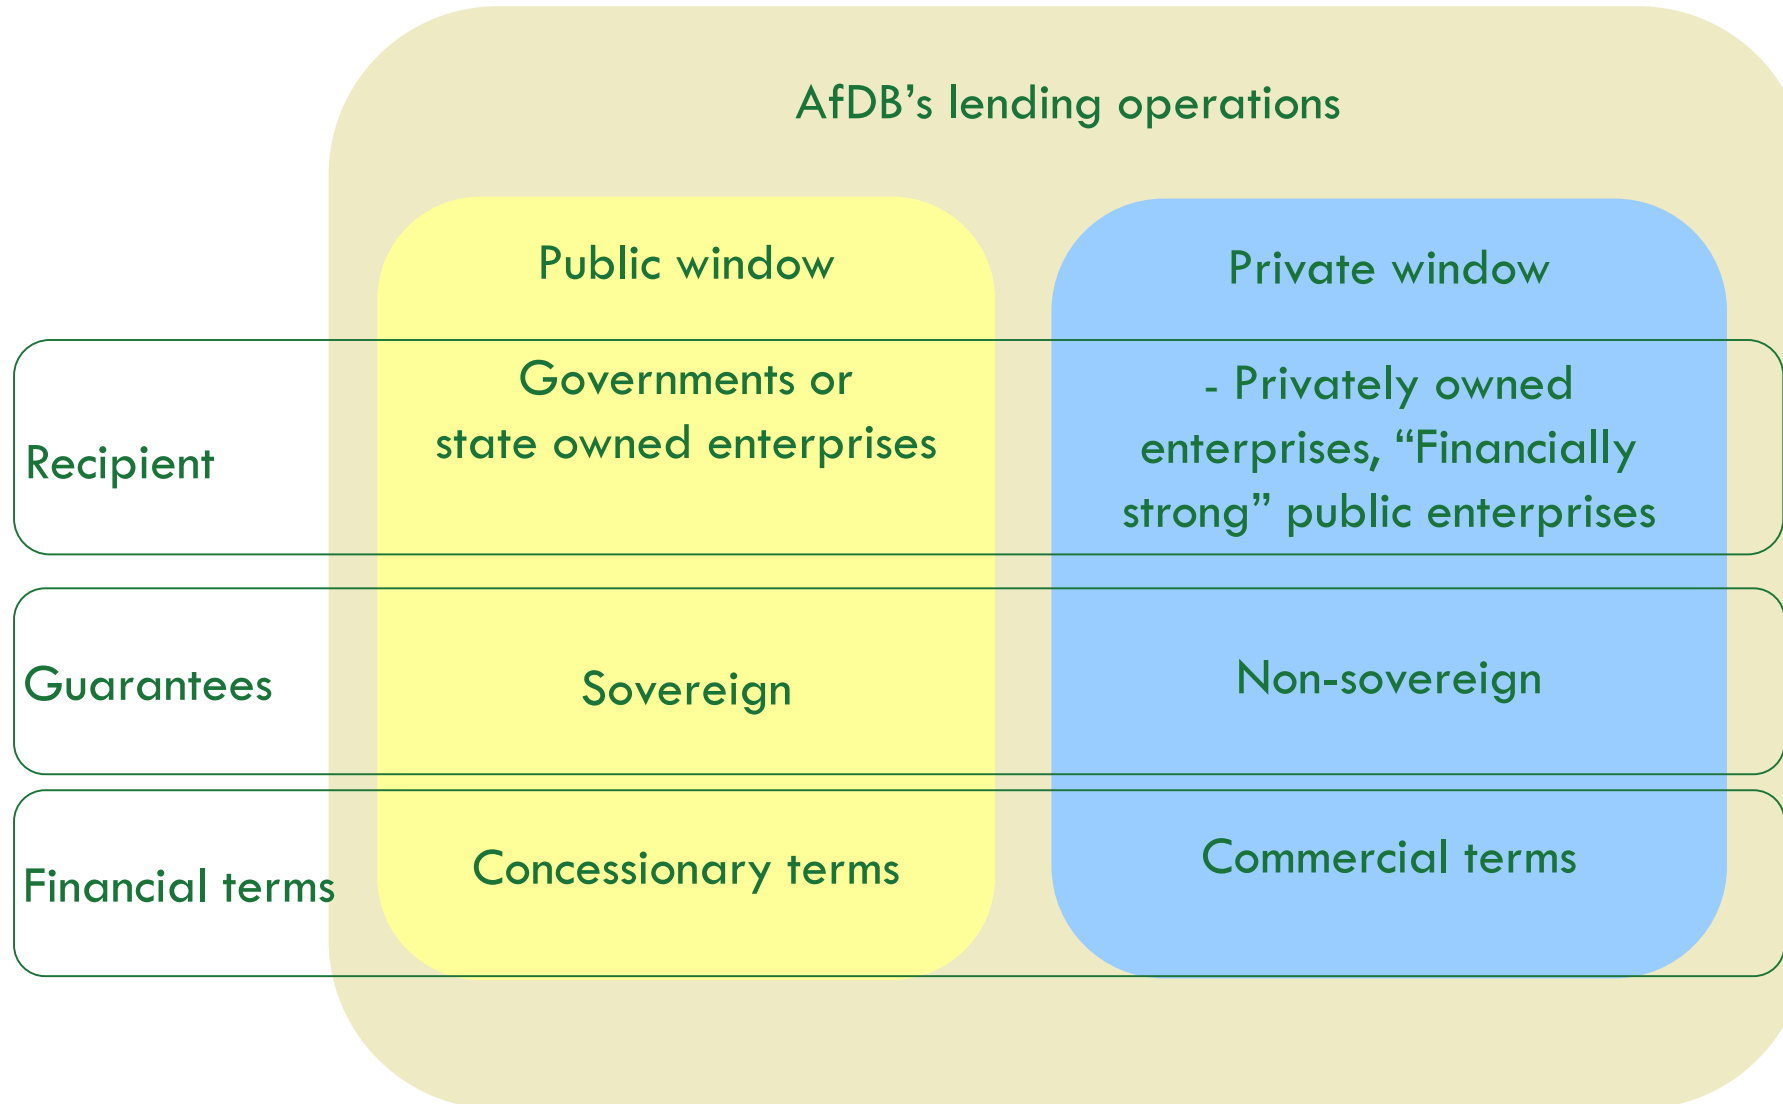 AfDB’s lending operations
Public window
Private window
Recipient
Governments or
state owned enterprises
- Privately owned
enterprises, “Financially
strong” public enterprises
Guarantees
Sovereign
Non-sovereign
Financial terms
Concessionary terms
Commercial terms